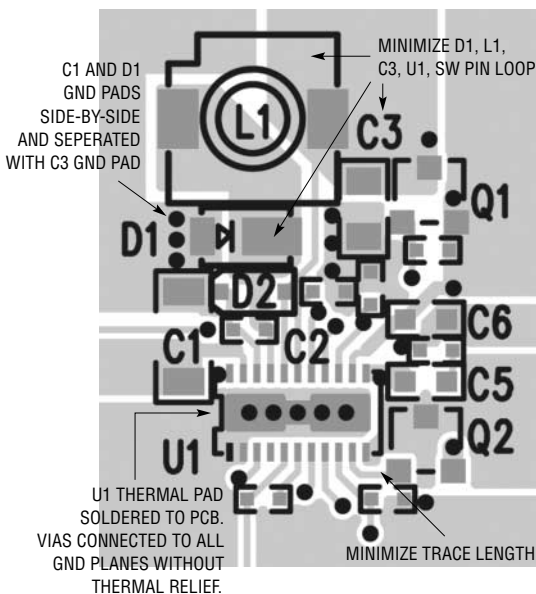 MINIMIZE D1, L1,
C3, U1, SW PIN LOOP
C1 AND D1
GND PADS
SIDE-BY-SIDE
AND SEPERATED
WITH C3 GND PAD
L1
C3
Q1
D1
D2
C6
C1
C2
C5
U1
Q2
U1 THERMAL PAD
SOLDERED TO PCB.
VIAS CONNECTED TO ALL
GND PLANES WITHOUT
THERMAL RELIEF.
MINIMIZE TRACE LENGTH